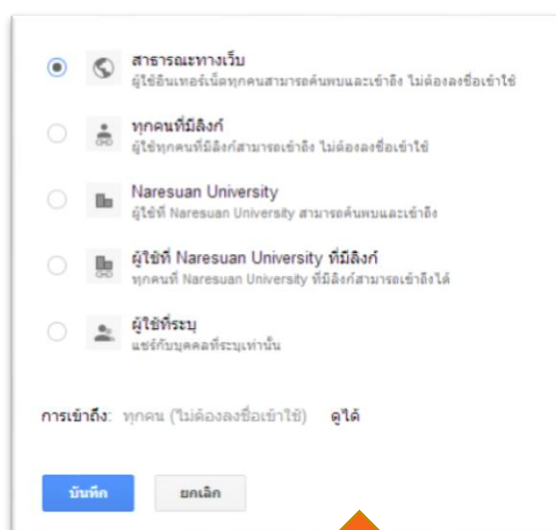 สาธารณะทางเว็บ
ผู้ใช้อินเทอร์เน็ตทุกคนสามารถค้นพบและเข้าถึง ไม่ต้องลงชื่อเข้าใช้
ทุกคนที่มีลิงก์
ผู้ใช้ทุกคนที่มีลิงก์สามารถเข้าถึง ไม่ต้องลงชื่อเข้าใช้
Naresuan University
ผู้ใช้ที่ Naresuan University สามารถค้นพบและเข้าถึง
ผู้ใช้ที่ Naresuan University ที่มีลิงก์
ทุกคนที่ Naresuan University ที่มีลิงก์สามารถเข้าถึงได้
ผู้ใช้ที่ระบุ
แชร์กับบุคคลที่ระบุเท่านั้น
การเข้าถึง: ทุกคน (ไม่ต้องลงชื่อเข้าใช้) ดูได้
บันทึก ยกเลิก